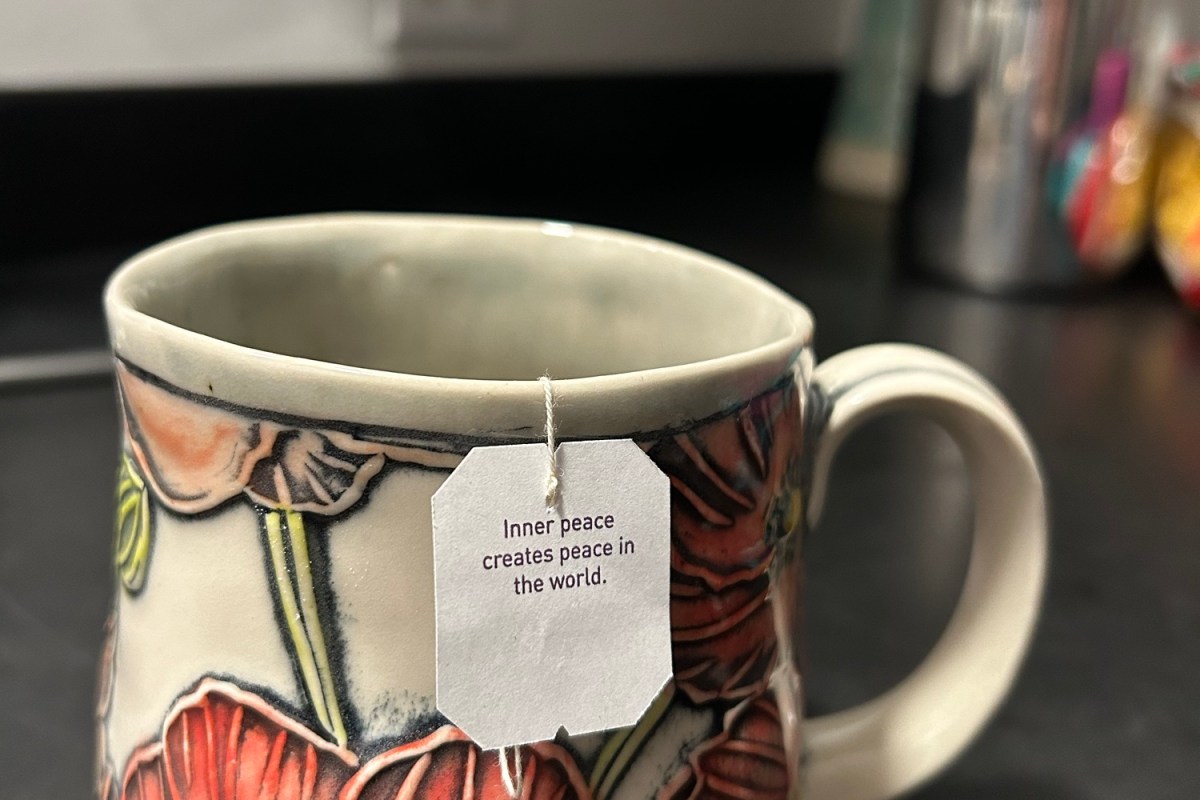 Inner peace
creates peace in
the world.